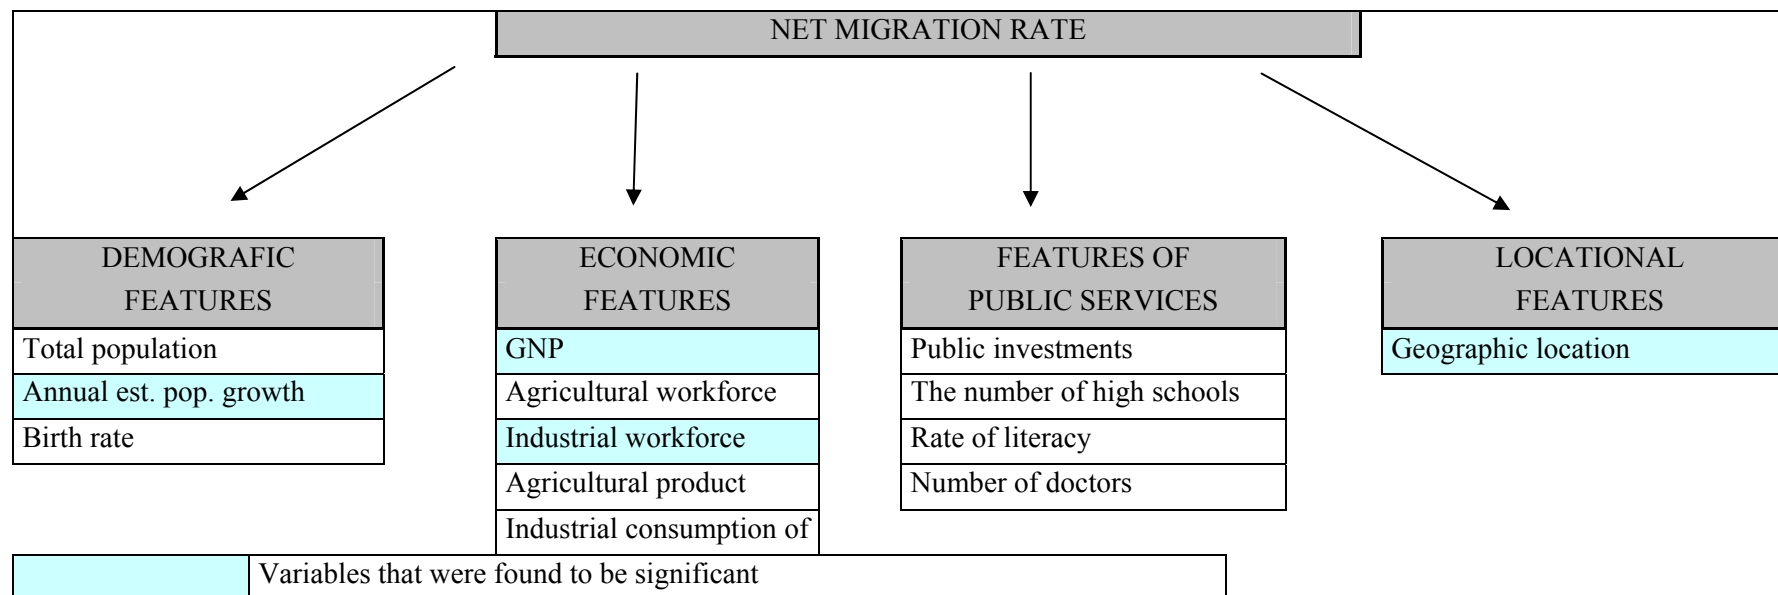 NET MIGRATION RATE
DEMOGRAFIC
FEATURES
Total population
Annual est. pop. growth
Birth rate
ECONOMIC
FEATURES
GNP
Agricultural workforce
Industrial workforce
Agricultural product
Industrial consumption of
FEATURES OF
PUBLIC SERVICES
Public investments
The number of high schools
Rate of literacy
Number of doctors
LOCATIONAL
FEATURES
Geographic location
Variables that were found to be significant